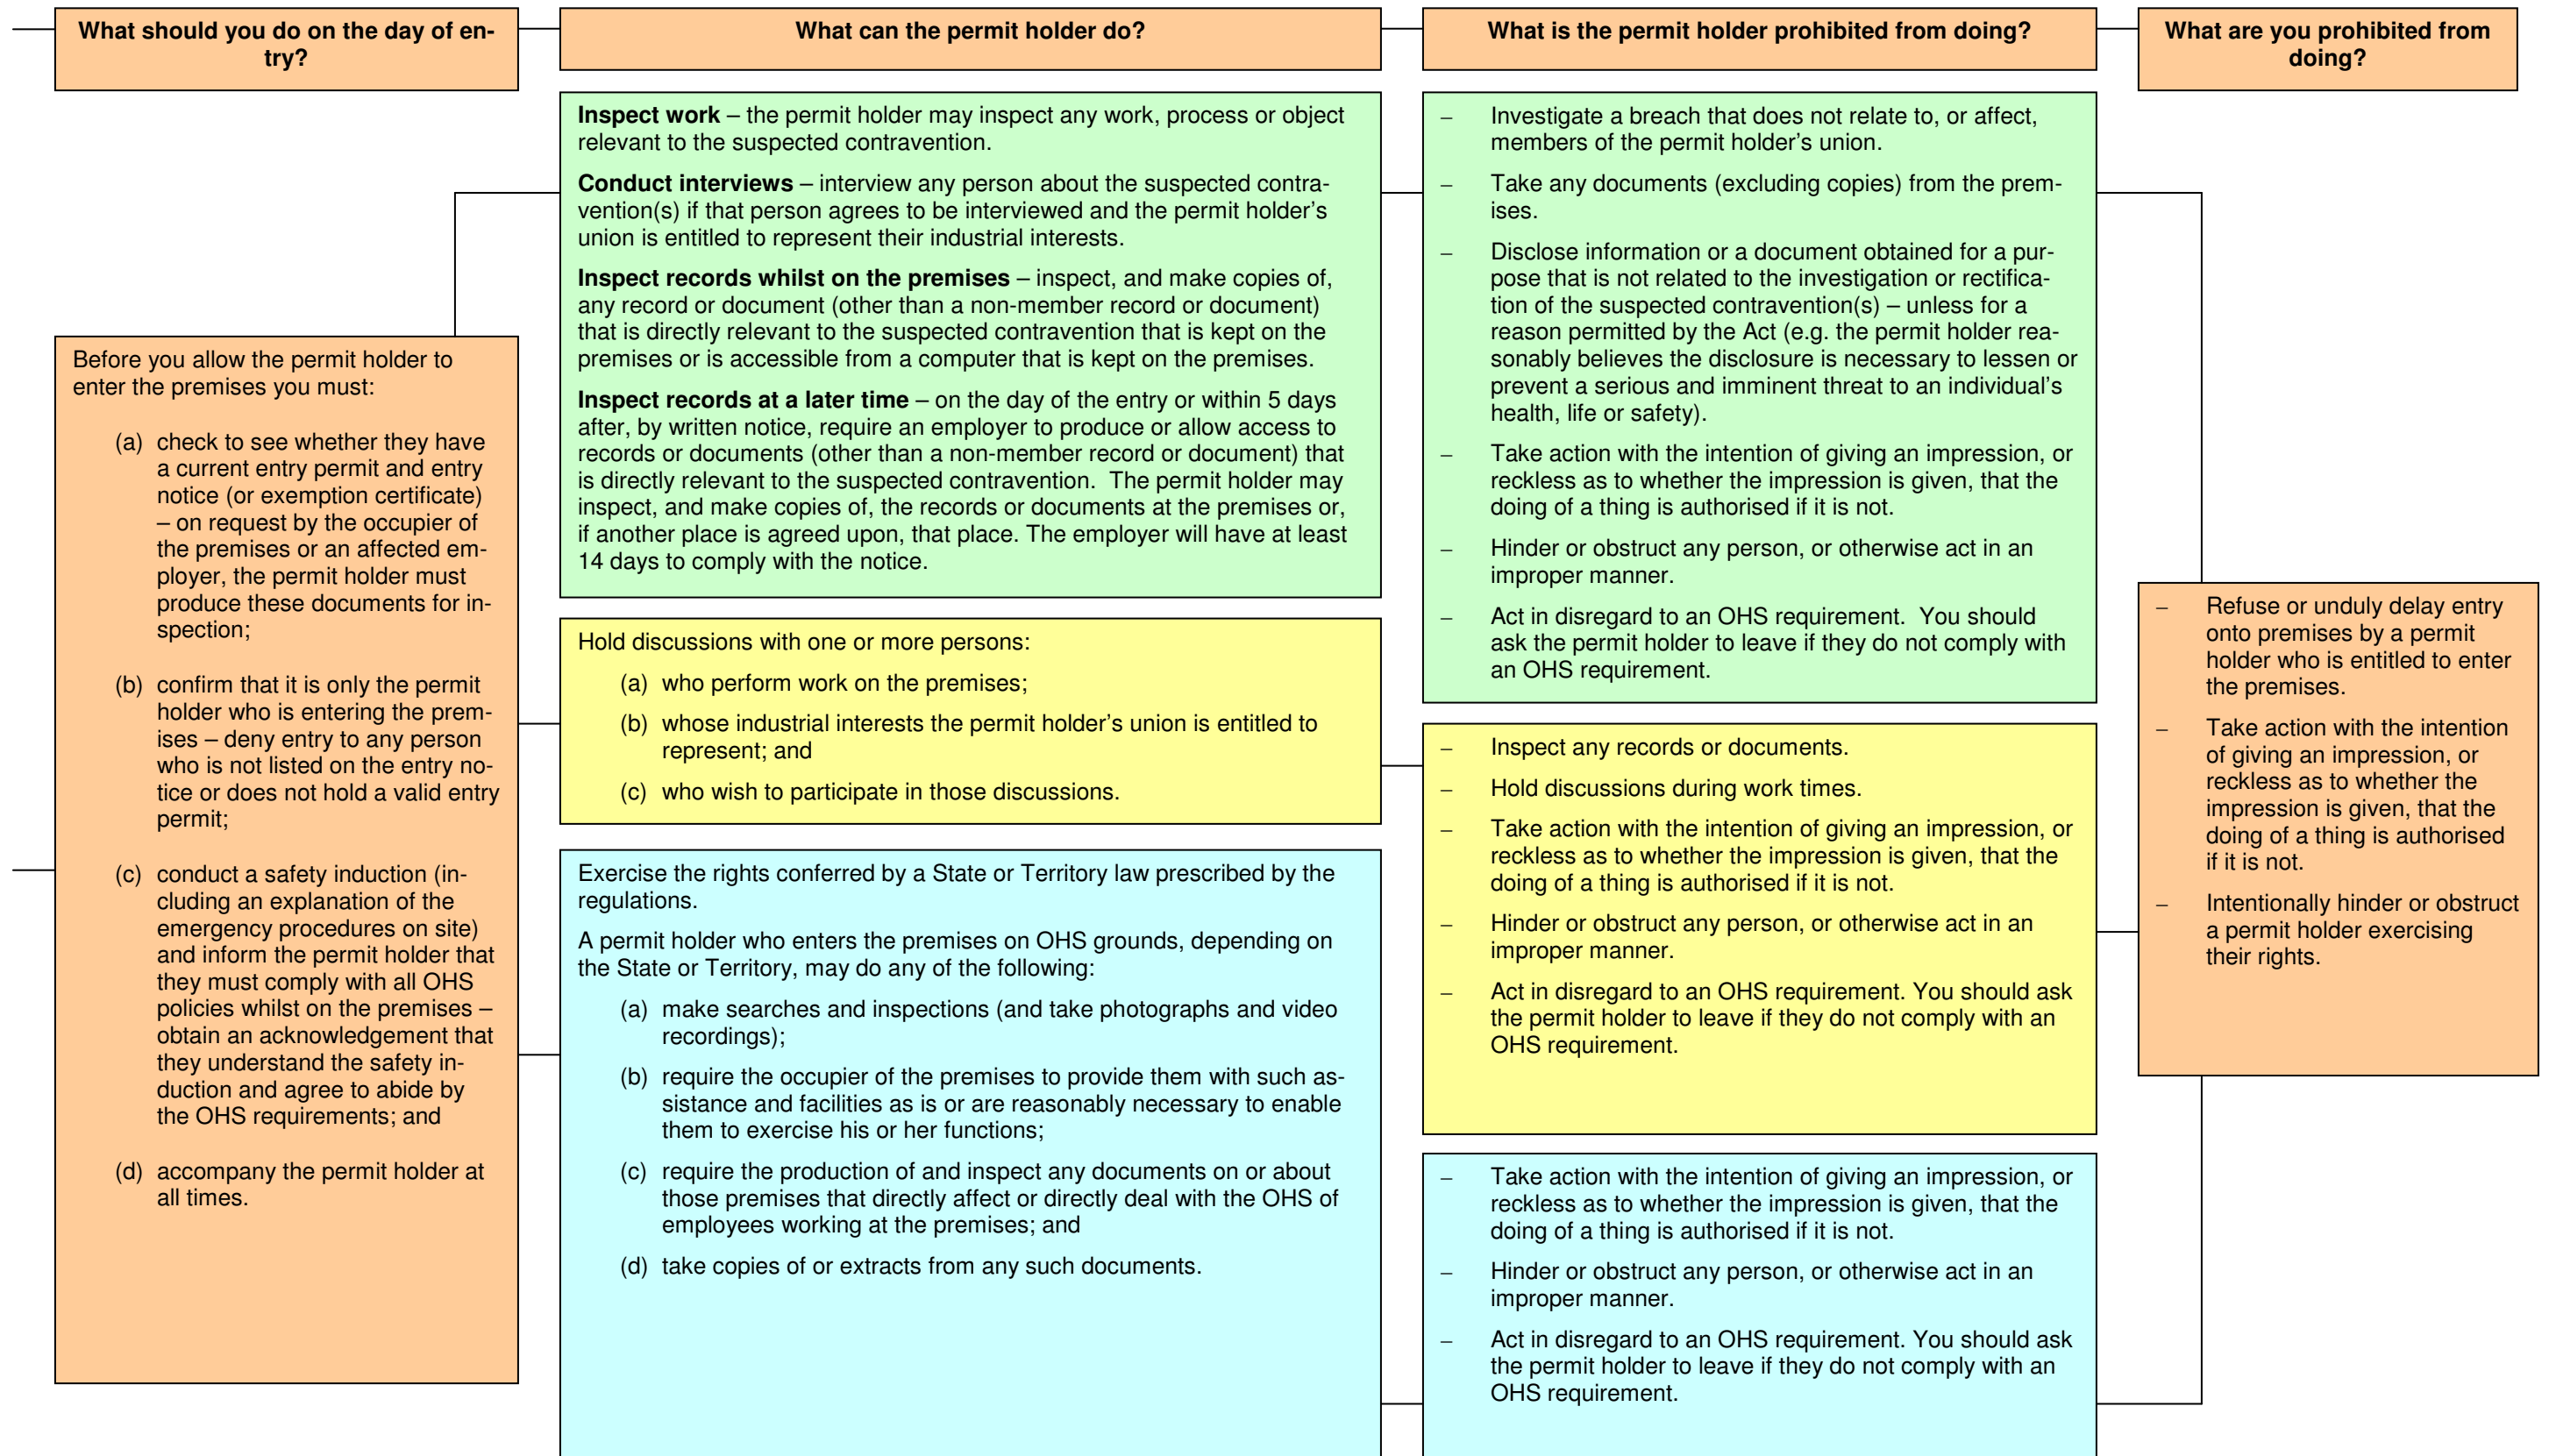 What should you do on the day of en-
try?
What can the permit holder do?
What is the permit holder prohibited from doing?
What are you prohibited from
doing?
Before you allow the permit holder to
enter the premises you must:
(a) check to see whether they have
a current entry permit and entry
notice (or exemption certificate)
– on request by the occupier of
the premises or an affected em-
ployer, the permit holder must
produce these documents for in-
spection;
(b) confirm that it is only the permit
holder who is entering the prem-
ises – deny entry to any person
who is not listed on the entry no-
tice or does not hold a valid entry
permit;
(c) conduct a safety induction (in-
cluding an explanation of the
emergency procedures on site)
and inform the permit holder that
they must comply with all OHS
policies whilst on the premises –
obtain an acknowledgement that
they understand the safety in-
duction and agree to abide by
the OHS requirements; and
(d) accompany the permit holder at
all times.
Inspect work – the permit holder may inspect any work, process or object
relevant to the suspected contravention.
Conduct interviews – interview any person about the suspected contra-
vention(s) if that person agrees to be interviewed and the permit holder's
union is entitled to represent their industrial interests.
Inspect records whilst on the premises – inspect, and make copies of,
any record or document (other than a non-member record or document)
that is directly relevant to the suspected contravention that is kept on the
premises or is accessible from a computer that is kept on the premises.
Inspect records at a later time – on the day of the entry or within 5 days
after, by written notice, require an employer to produce or allow access to
records or documents (other than a non-member record or document) that
is directly relevant to the suspected contravention.  The permit holder may
inspect, and make copies of, the records or documents at the premises or,
if another place is agreed upon, that place. The employer will have at least
14 days to comply with the notice.
Hold discussions with one or more persons:
(a) who perform work on the premises;
(b) whose industrial interests the permit holder's union is entitled to
represent; and
(c) who wish to participate in those discussions.
Exercise the rights conferred by a State or Territory law prescribed by the
regulations.
A permit holder who enters the premises on OHS grounds, depending on
the State or Territory, may do any of the following:
(a) make searches and inspections (and take photographs and video
recordings);
(b) require the occupier of the premises to provide them with such as-
sistance and facilities as is or are reasonably necessary to enable
them to exercise his or her functions;
(c) require the production of and inspect any documents on or about
those premises that directly affect or directly deal with the OHS of
employees working at the premises; and
(d) take copies of or extracts from any such documents.
– Investigate a breach that does not relate to, or affect,
members of the permit holder's union.
– Take any documents (excluding copies) from the prem-
ises.
– Disclose information or a document obtained for a pur-
pose that is not related to the investigation or rectifica-
tion of the suspected contravention(s) – unless for a
reason permitted by the Act (e.g. the permit holder rea-
sonably believes the disclosure is necessary to lessen or
prevent a serious and imminent threat to an individual's
health, life or safety).
– Take action with the intention of giving an impression, or
reckless as to whether the impression is given, that the
doing of a thing is authorised if it is not.
– Hinder or obstruct any person, or otherwise act in an
improper manner.
– Act in disregard to an OHS requirement.  You should
ask the permit holder to leave if they do not comply with
an OHS requirement.
– Inspect any records or documents.
– Hold discussions during work times.
– Take action with the intention of giving an impression, or
reckless as to whether the impression is given, that the
doing of a thing is authorised if it is not.
– Hinder or obstruct any person, or otherwise act in an
improper manner.
– Act in disregard to an OHS requirement. You should ask
the permit holder to leave if they do not comply with an
OHS requirement.
– Take action with the intention of giving an impression, or
reckless as to whether the impression is given, that the
doing of a thing is authorised if it is not.
– Hinder or obstruct any person, or otherwise act in an
improper manner.
– Act in disregard to an OHS requirement. You should ask
the permit holder to leave if they do not comply with an
OHS requirement.
– Refuse or unduly delay entry
onto premises by a permit
holder who is entitled to enter
the premises.
– Take action with the intention
of giving an impression, or
reckless as to whether the
impression is given, that the
doing of a thing is authorised
if it is not.
– Intentionally hinder or obstruct
a permit holder exercising
their rights.